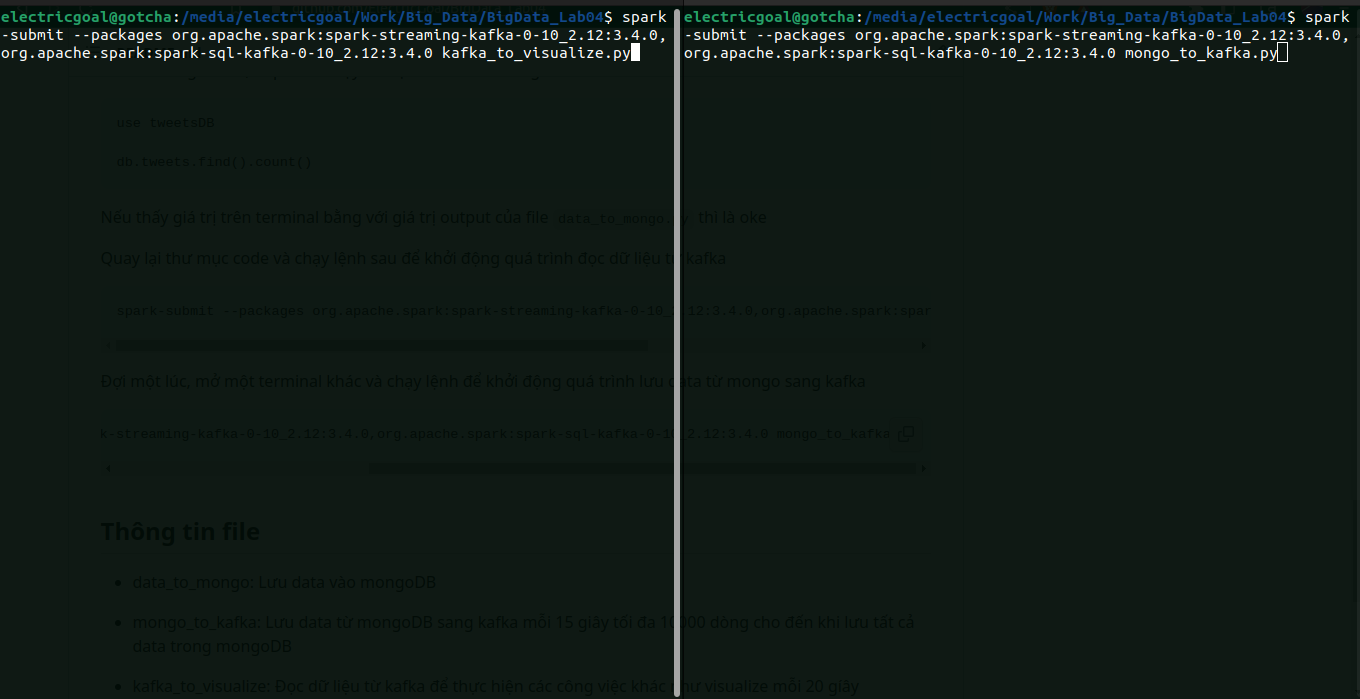 electricgoal@gotcha:/media/electricgoal/Work/Big_Data/BigData_Lab04$ spark
-submit --packages org.apache.spark:spark-streaming-kafka-0-10_2.12:3.4.0,
org.apache.spark:spark-sql-kafka-0-10_2.12:3.4.0 kafka_to_visualize.py
electricgoal@gotcha:/media/electricgoal/Work/Big_Data/BigData_Lab04$ spark
-submit --packages org.apache.spark:spark-streaming-kafka-0-10_2.12:3.4.0,
org.apache.spark:spark-sql-kafka-0-10_2.12:3.4.0 mongo_to_kafka.py
use tweetsDB
db.tweets.find().count()
Nếu thấy giá trị trên terminal bằng với giá trị output của file data_to_mongo.py thì là oke
Quay lại thư mục code và chạy lệnh sau để khởi động quá trình đọc dữ liệu từ kafka
spark-submit --packages org.apache.spark:spark-streaming-kafka-0-10_2.12:3.4.0,org.apache.spark:spar
Đợi một lúc, mở một terminal khác và chạy lệnh để khởi động quá trình lưu data từ mongo sang kafka
k-streaming-kafka-0-10_2.12:3.4.0,org.apache.spark:spark-sql-kafka-0-10_2.12:3.4.0 mongo_to_kafka
Thông tin file
data_to_mongo: Lưu data vào mongoDB
mongo_to_kafka: Lưu data từ mongoDB sang kafka mỗi 15 giây tối đa 10000 dòng cho đến khi lưu tất cả
data trong mongoDB
kafka_to_visualize: Đọc dữ liệu từ kafka để thực hiện các công việc khác như visualize mỗi 20 giây